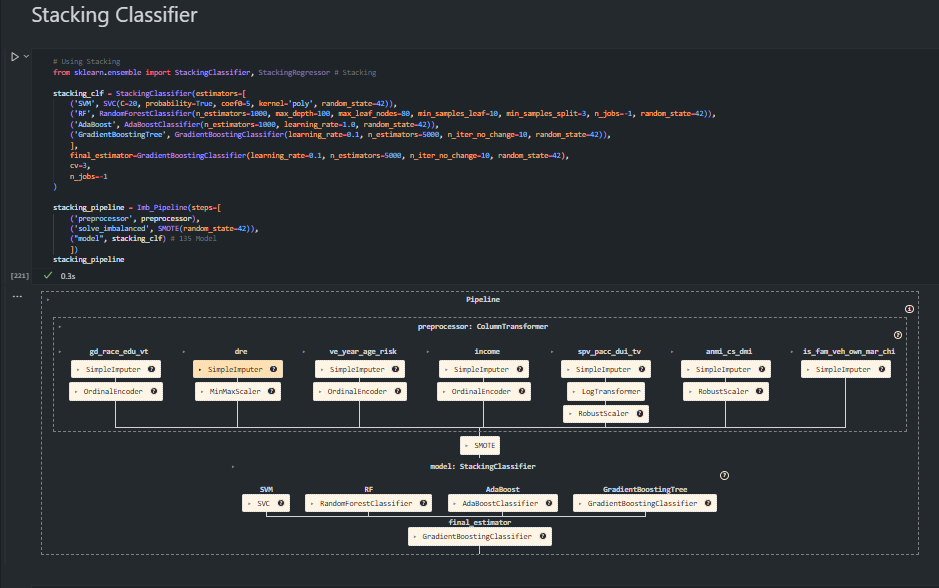 Stacking Classifier
# Using Stacking
from sklearn.ensemble import StackingClassifier, StackingRegressor # Stacking
stacking_clf = StackingClassifier(estimators=[
('SVM', SVC(C=20, probability=True, coef0=5, kernel='poly', random_state=42)),
('RF', RandomForestClassifier(n_estimators=1000, max_depth=100, max_leaf_nodes=80, min_samples_leaf=10, min_samples_split=3, n_jobs=-1, random_state=42)),
('AdaBoost', AdaBoostClassifier(n_estimators=1000, learning_rate=1.0, random_state=42)),
('GradientBoostingTree', GradientBoostingClassifier(learning_rate=0.1, n_estimators=5000, n_iter_no_change=10, random_state=42)),
],
final_estimator=GradientBoostingClassifier(learning_rate=0.1, n_estimators=5000, n_iter_no_change=10, random_state=42),
cv=3,
n_jobs=-1
)
stacking_pipeline = Imb_Pipeline(steps=[
('preprocessor', preprocessor),
('solve_imbalanced', SMOTE(random_state=42)),
("model", stacking_clf) # 135 Model
])
stacking_pipeline
[221] 0.3s
Pipeline
preprocessor: ColumnTransformer
gd_race_edu_vt dre ve_year_age_risk income spv_pacc_dui_tv anmi_cs_dmi is_fam_veh_own_mar_chi
SimpleImputer ? SimpleImputer ? SimpleImputer ? SimpleImputer ? SimpleImputer ? SimpleImputer ? SimpleImputer ?
OrdinalEncoder ? MinMaxScaler ? OrdinalEncoder ? OrdinalEncoder ? LogTransformer RobustScaler ?
RobustScaler ?
SMOTE
model: StackingClassifier ?
SVM RF AdaBoost GradientBoostingTree
SVC ? RandomForestClassifier ? AdaBoostClassifier ? GradientBoostingClassifier ?
final_estimator
GradientBoostingClassifier ?